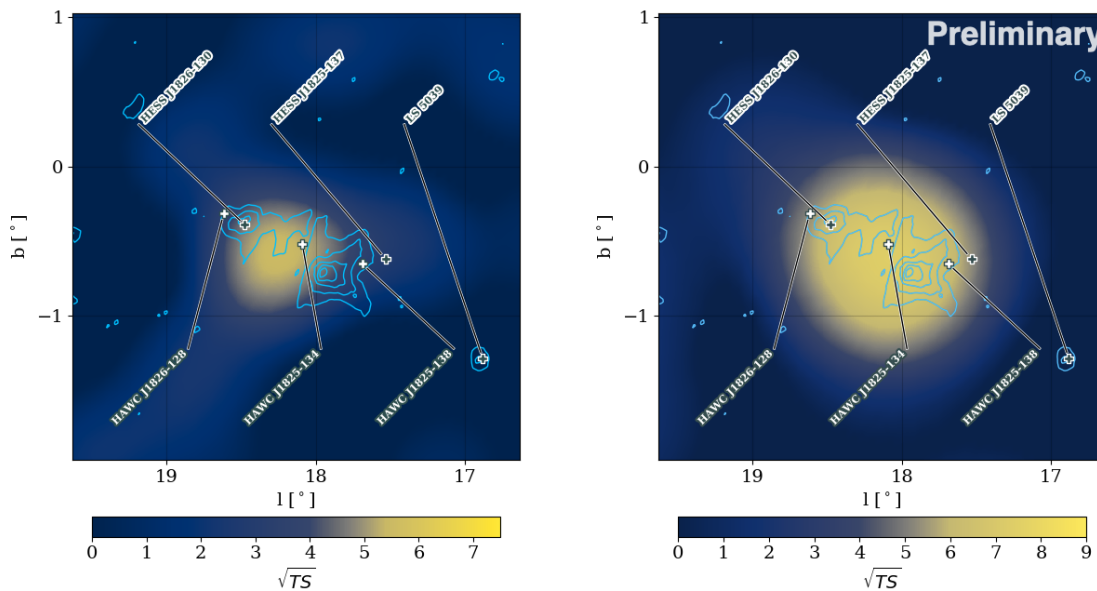 Preliminary
1
0
−1
b [°]
HESS J1826-130
HESS J1825-137
LS 5039
HAWC J1826-128
HAWC J1825-134
HAWC J1825-138
19 18 17
l [°]
0 1 2 3 4 5 6 7
√TS
1
0
−1
b [°]
HESS J1826-130
HESS J1825-137
LS 5039
HAWC J1826-128
HAWC J1825-134
HAWC J1825-138
19 18 17
l [°]
0 1 2 3 4 5 6 7 8 9
√TS